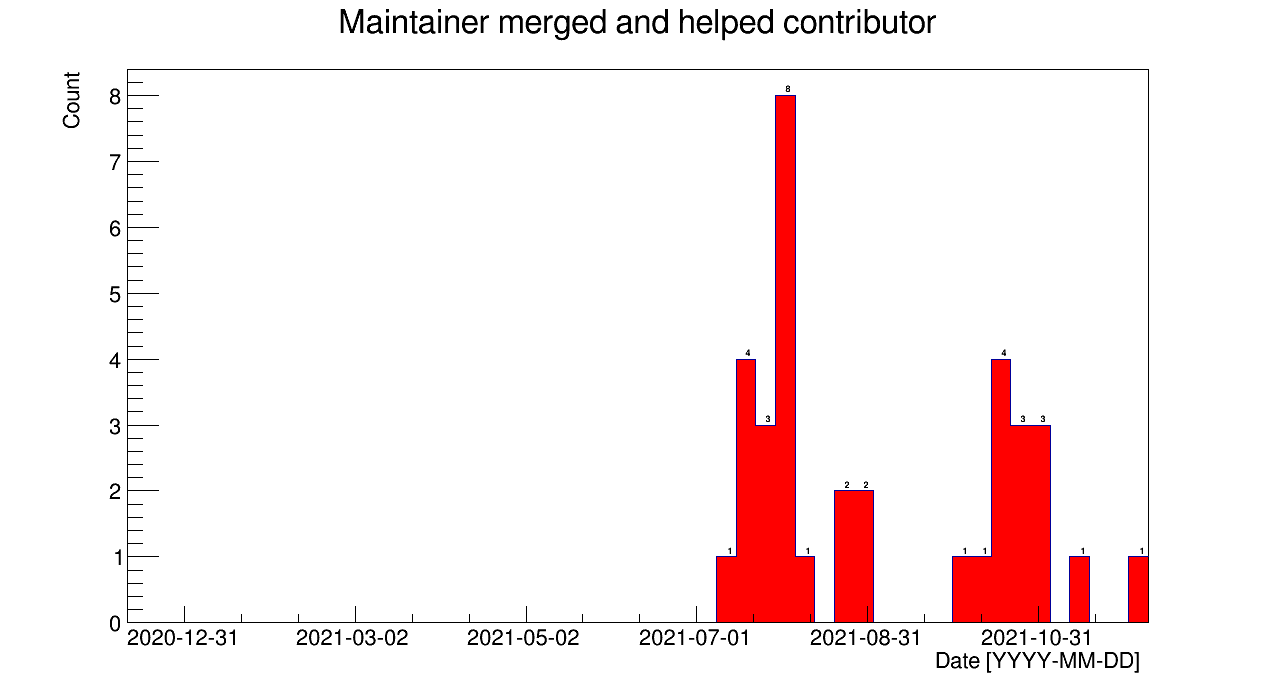 Maintainer merged and helped contributor
Count
8
7
6
5
4
3
2
1
0
1 4 3 8 1 2 2 1 1 4 3 3 1 1
2020-12-31 2021-03-02 2021-05-02 2021-07-01 2021-08-31 2021-10-31
Date [YYYY-MM-DD]